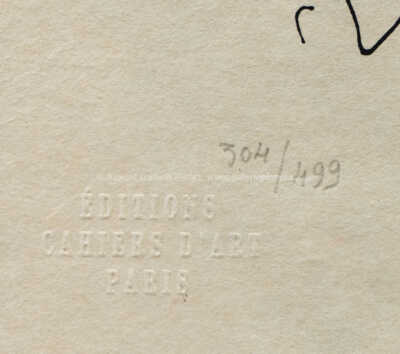 304/499
ÉDITIONS
CAHIERS D'ART
PARIS